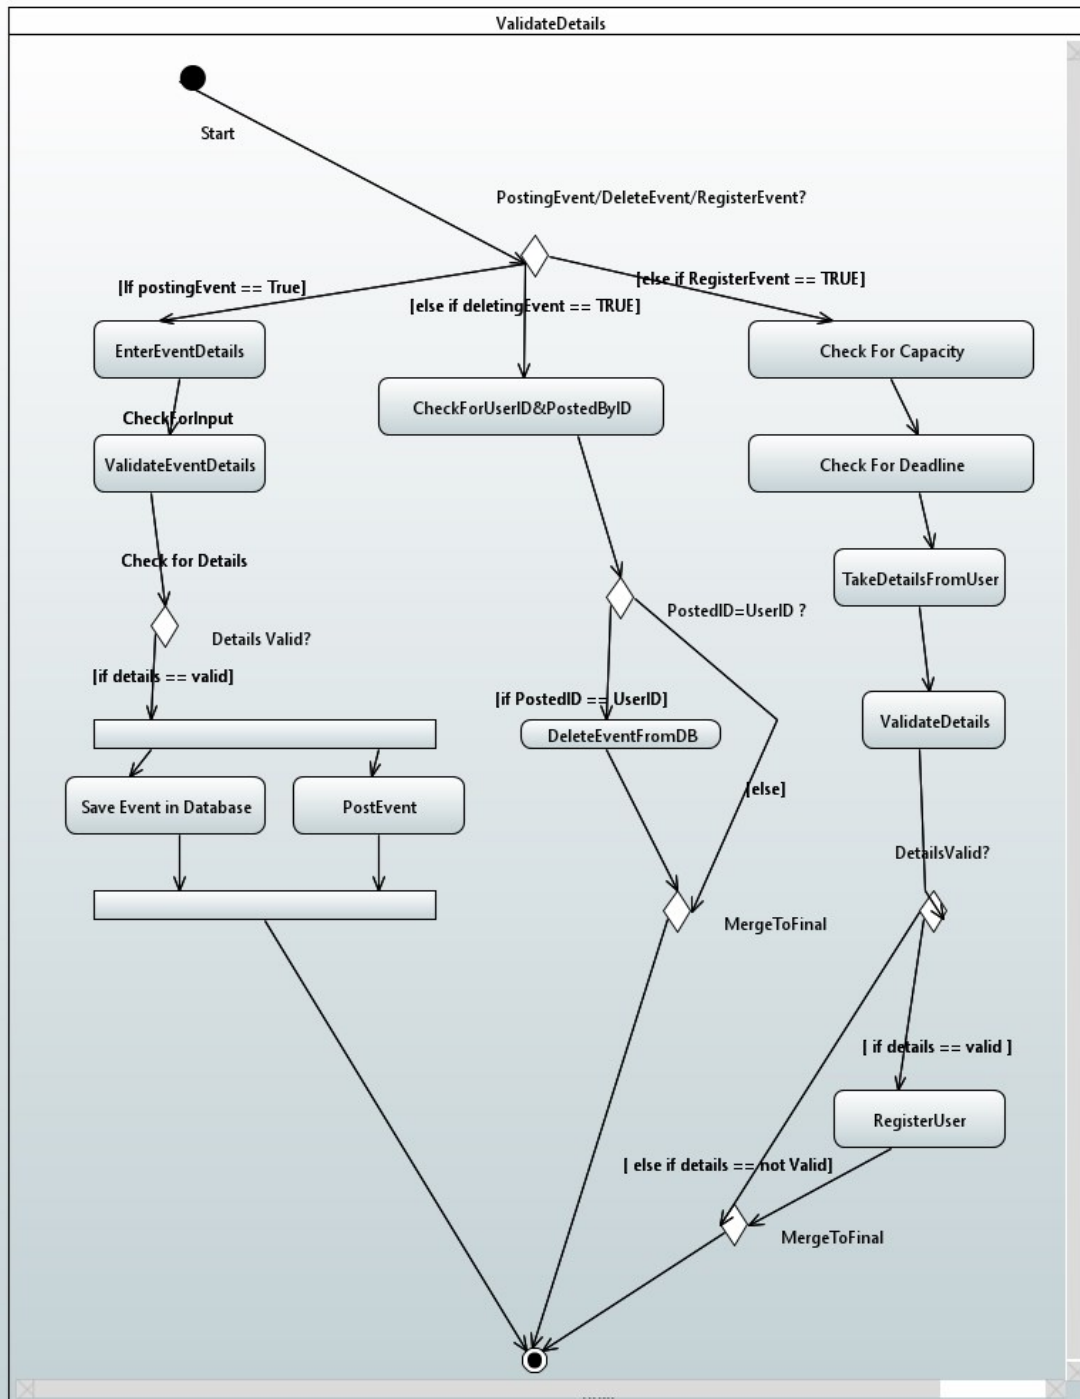 ValidateDetails
Start
PostingEvent/DeleteEvent/RegisterEvent?
[If postingEvent == True]
[else if deletingEvent == TRUE]
[else if RegisterEvent == TRUE]
EnterEventDetails
Check For Capacity
CheckForUserID&PostedByID
CheckForInput
ValidateEventDetails
Check For Deadline
Check for Details
TakeDetailsFromUser
PostedID=UserID ?
Details Valid?
[if details == valid]
[if PostedID == UserID]
ValidateDetails
DeleteEventFromDB
[else]
Save Event in Database
PostEvent
DetailsValid?
MergeToFinal
[ if details == valid ]
RegisterUser
[ else if details == not Valid]
MergeToFinal